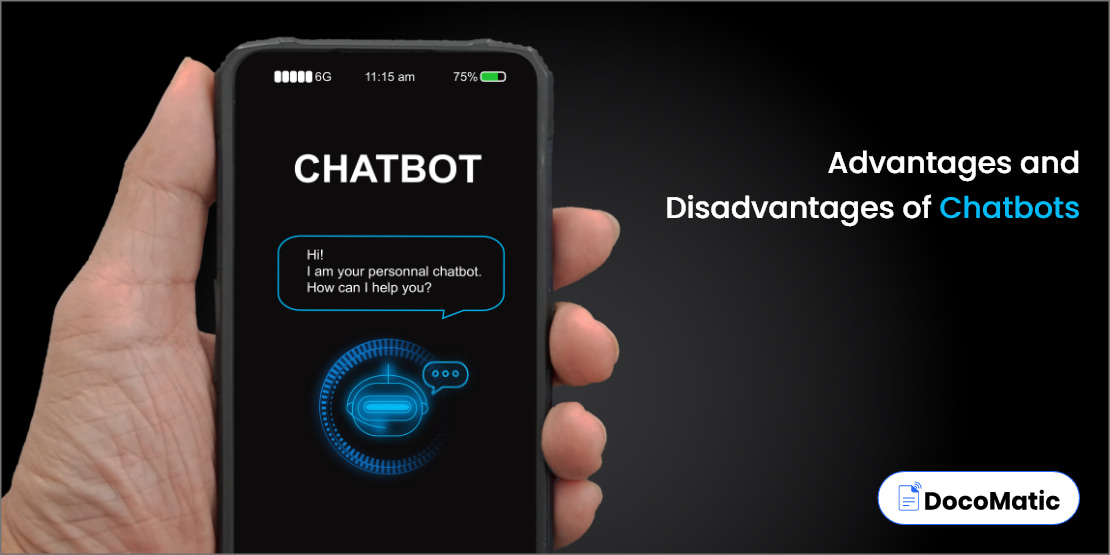 6G 11:15 am 75%
CHATBOT
Hi!
I am your personnal chatbot.
How can I help you?
Advantages and
Disadvantages of Chatbots
DocoMatic